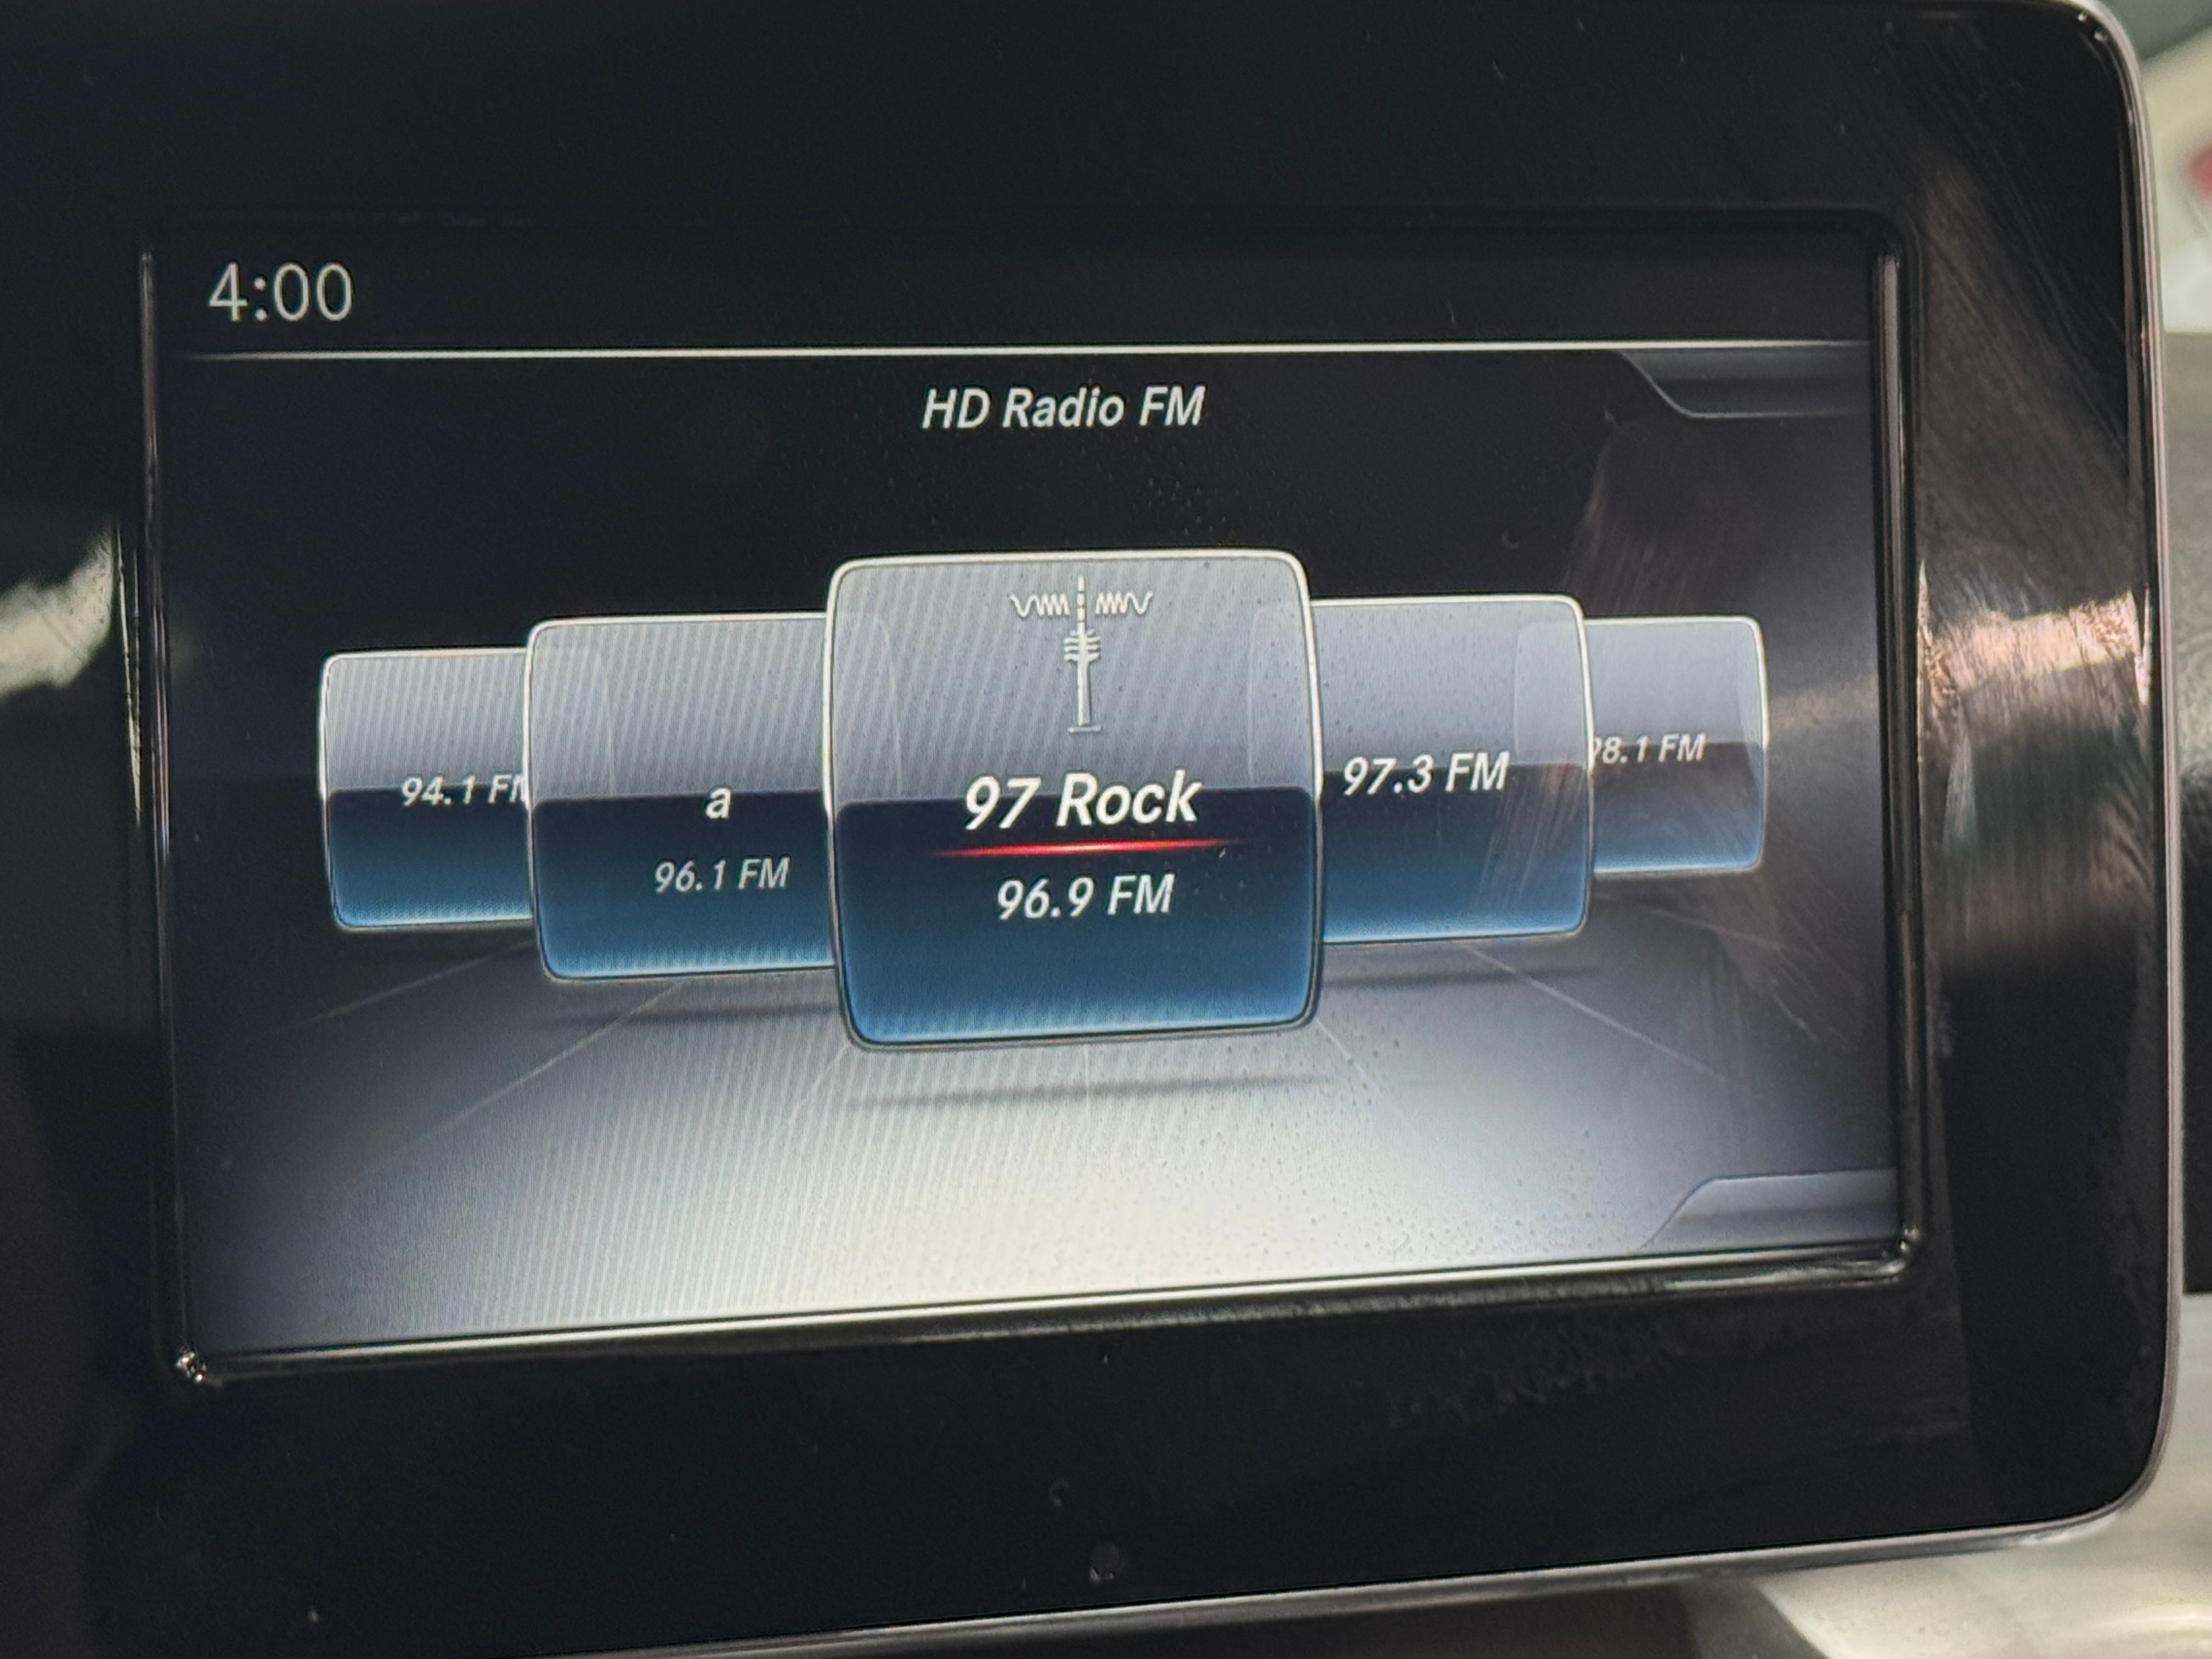 4:00
HD Radio FM
94.1 FM
a
96.1 FM
97 Rock
96.9 FM
97.3 FM
98.1 FM